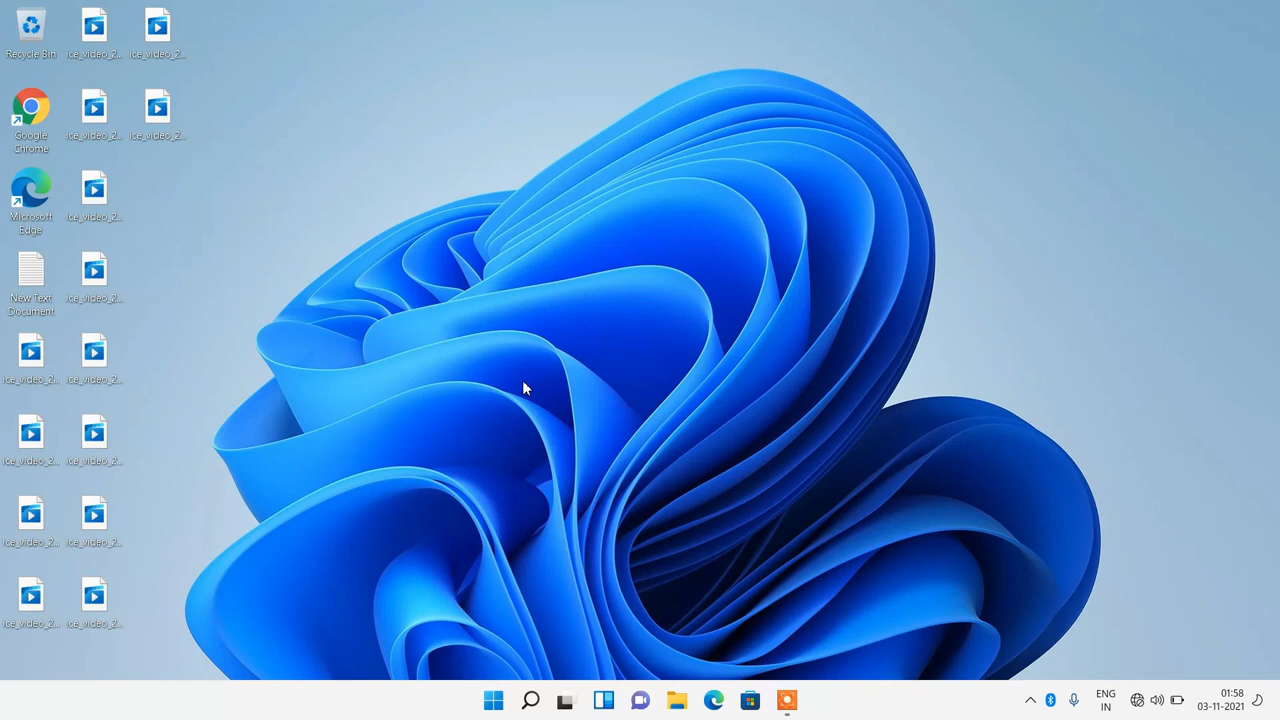 Recycle Bin
ice_video_2...
ice_video_2...
Google
Chrome
ice_video_2...
ice_video_2...
Microsoft
Edge
ice_video_2...
New Text
Document
ice_video_2...
ice_video_2...
ice_video_2...
ice_video_2...
ice_video_2...
ice_video_2...
ice_video_2...
ice_video_2...
ice_video_2...
ENG
IN
01:58
03-11-2021